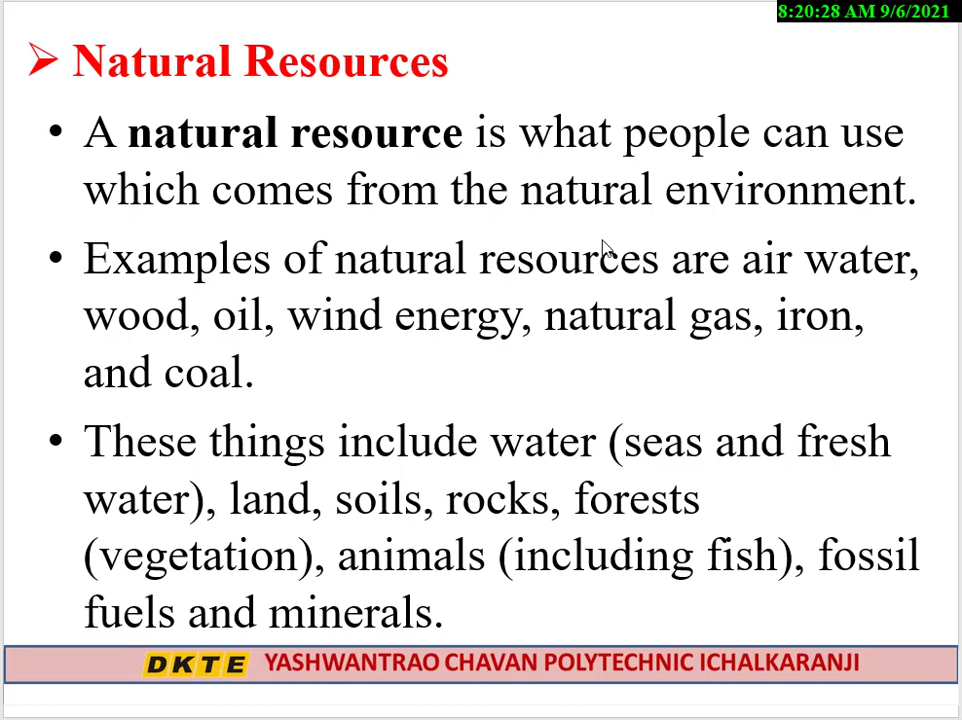 8:20:28 AM 9/6/2021
➢ Natural Resources
• A natural resource is what people can use
which comes from the natural environment.
• Examples of natural resources are air water,
wood, oil, wind energy, natural gas, iron,
and coal.
• These things include water (seas and fresh
water), land, soils, rocks, forests
(vegetation), animals (including fish), fossil
fuels and minerals.
DKTE YASHWANTRAO CHAVAN POLYTECHNIC ICHALKARANJI